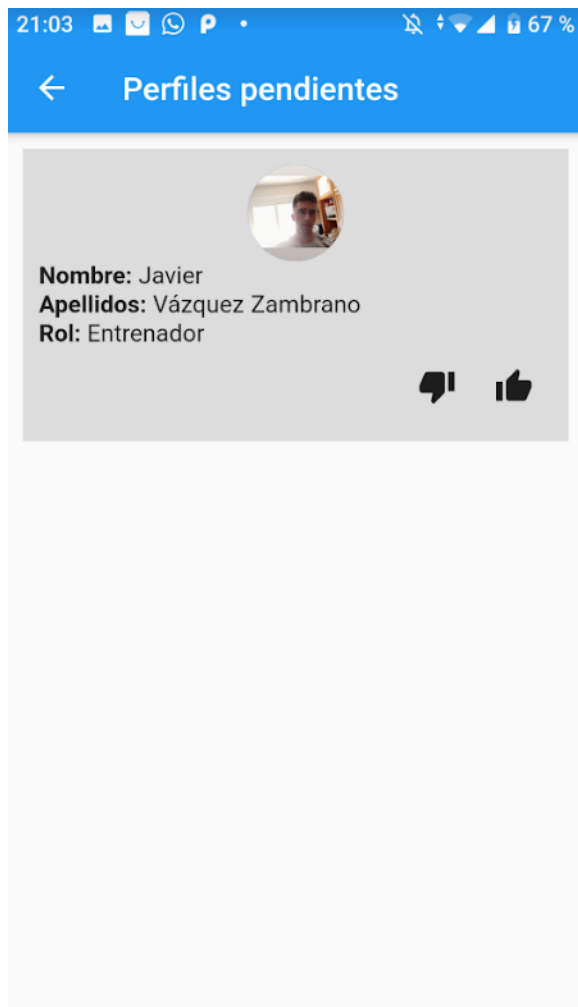 21:03 67 %
Perfiles pendientes
Nombre: Javier
Apellidos: Vázquez Zambrano
Rol: Entrenador